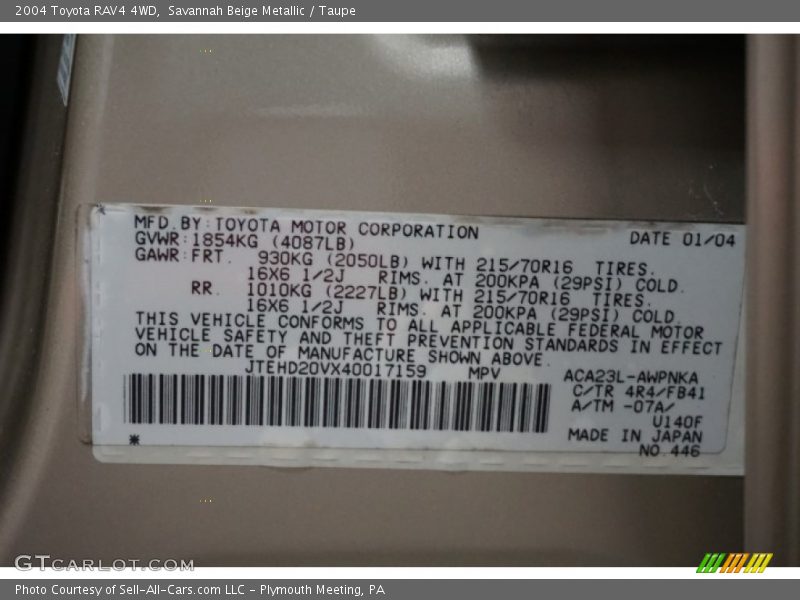 2004 Toyota RAV4 4WD, Savannah Beige Metallic / Taupe
MFD.BY:TOYOTA MOTOR CORPORATION
DATE 01/04
GVWR:1854KG (4087LB)
GAWR:FRT. 930KG (2050LB) WITH 215/70R16 TIRES.
16X6 1/2J RIMS. AT 200KPA (29PSI) COLD.
RR. 1010KG (2227LB) WITH 215/70R16 TIRES.
16X6 1/2J RIMS. AT 200KPA (29PSI) COLD.
THIS VEHICLE CONFORMS TO ALL APPLICABLE FEDERAL MOTOR
VEHICLE SAFETY AND THEFT PREVENTION STANDARDS IN EFFECT
ON THE DATE OF MANUFACTURE SHOWN ABOVE.
JTEHD20VX40017159 MPV
ACA23L-AWPNKA
C/TR 4R4/FB41
A/TM -07A/
U140F
MADE IN JAPAN
NO.446
GTCARLOT.COM
Photo Courtesy of Sell-All-Cars.com LLC - Plymouth Meeting, PA